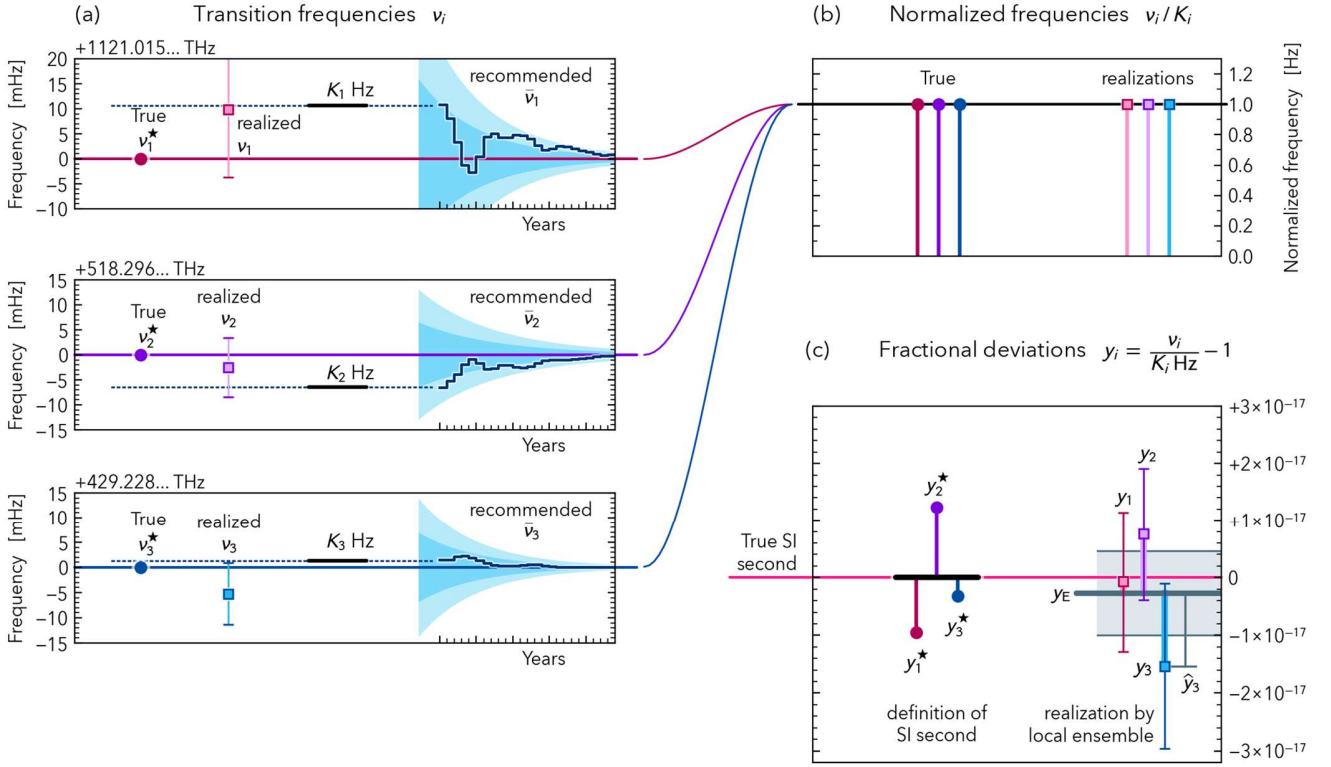 (a) Transition frequencies νᵢ
+1121.015... THz
Frequency [mHz]
20
15
10
5
0
−5
−10
True
ν₁★
realized
ν₁
K₁ Hz
recommended
ν̄₁
Years
+518.296... THz
Frequency [mHz]
15
10
5
0
−5
−10
−15
True
ν₂★
realized
ν₂
K₂ Hz
recommended
ν̄₂
Years
+429.228... THz
Frequency [mHz]
15
10
5
0
−5
−10
−15
True
ν₃★
realized
ν₃
K₃ Hz
recommended
ν̄₃
Years
(b) Normalized frequencies νᵢ / Kᵢ
True
realizations
1.2
1.0
0.8
0.6
0.4
0.2
0.0
Normalized frequency [Hz]
(c) Fractional deviations yᵢ = νᵢ / Kᵢ Hz − 1
True SI
second
y₁★
y₂★
y₃★
definition of
SI second
y_E
y₁
y₂
y₃
ŷ₃
realization by
local ensemble
+3×10⁻¹⁷
+2×10⁻¹⁷
+1×10⁻¹⁷
0
−1×10⁻¹⁷
−2×10⁻¹⁷
−3×10⁻¹⁷